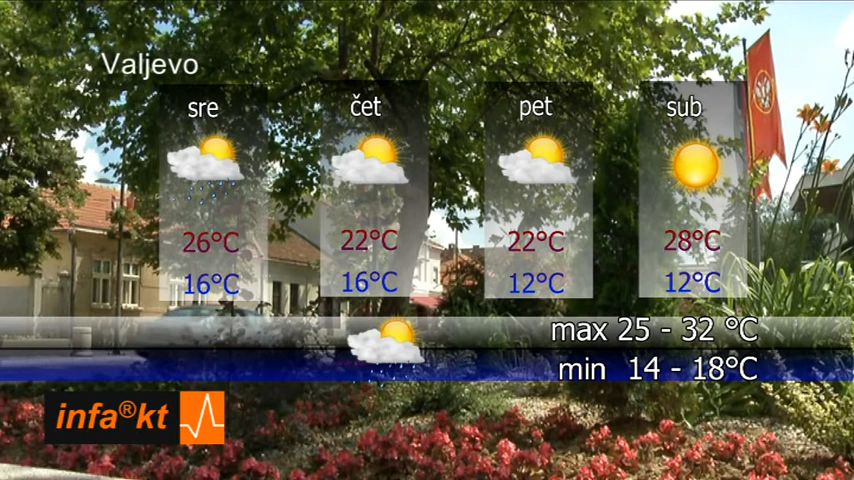 Valjevo
sre
čet
pet
sub
26°C
22°C
22°C
28°C
16°C
16°C
12°C
12°C
max 25 - 32 °C
min 14 - 18°C
infa®kt